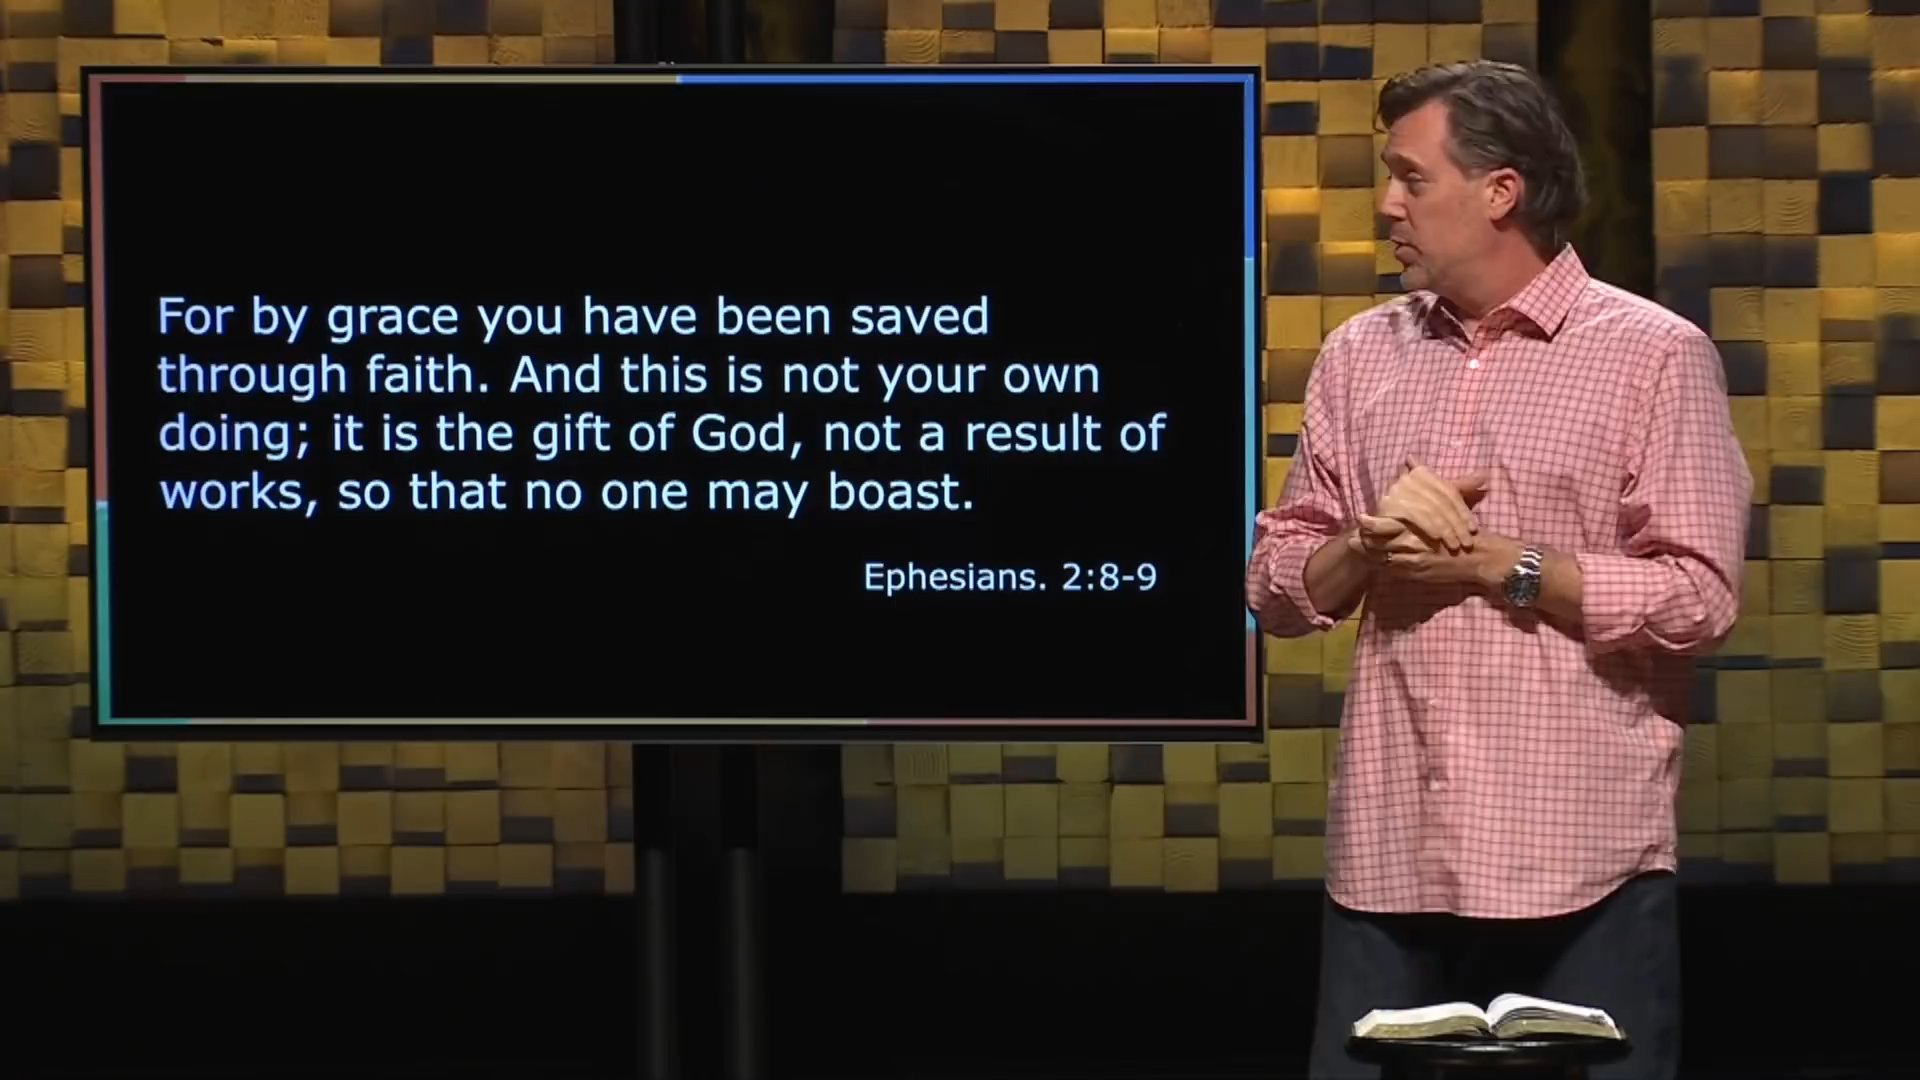 For by grace you have been saved
through faith. And this is not your own
doing; it is the gift of God, not a result of
works, so that no one may boast.
Ephesians. 2:8-9